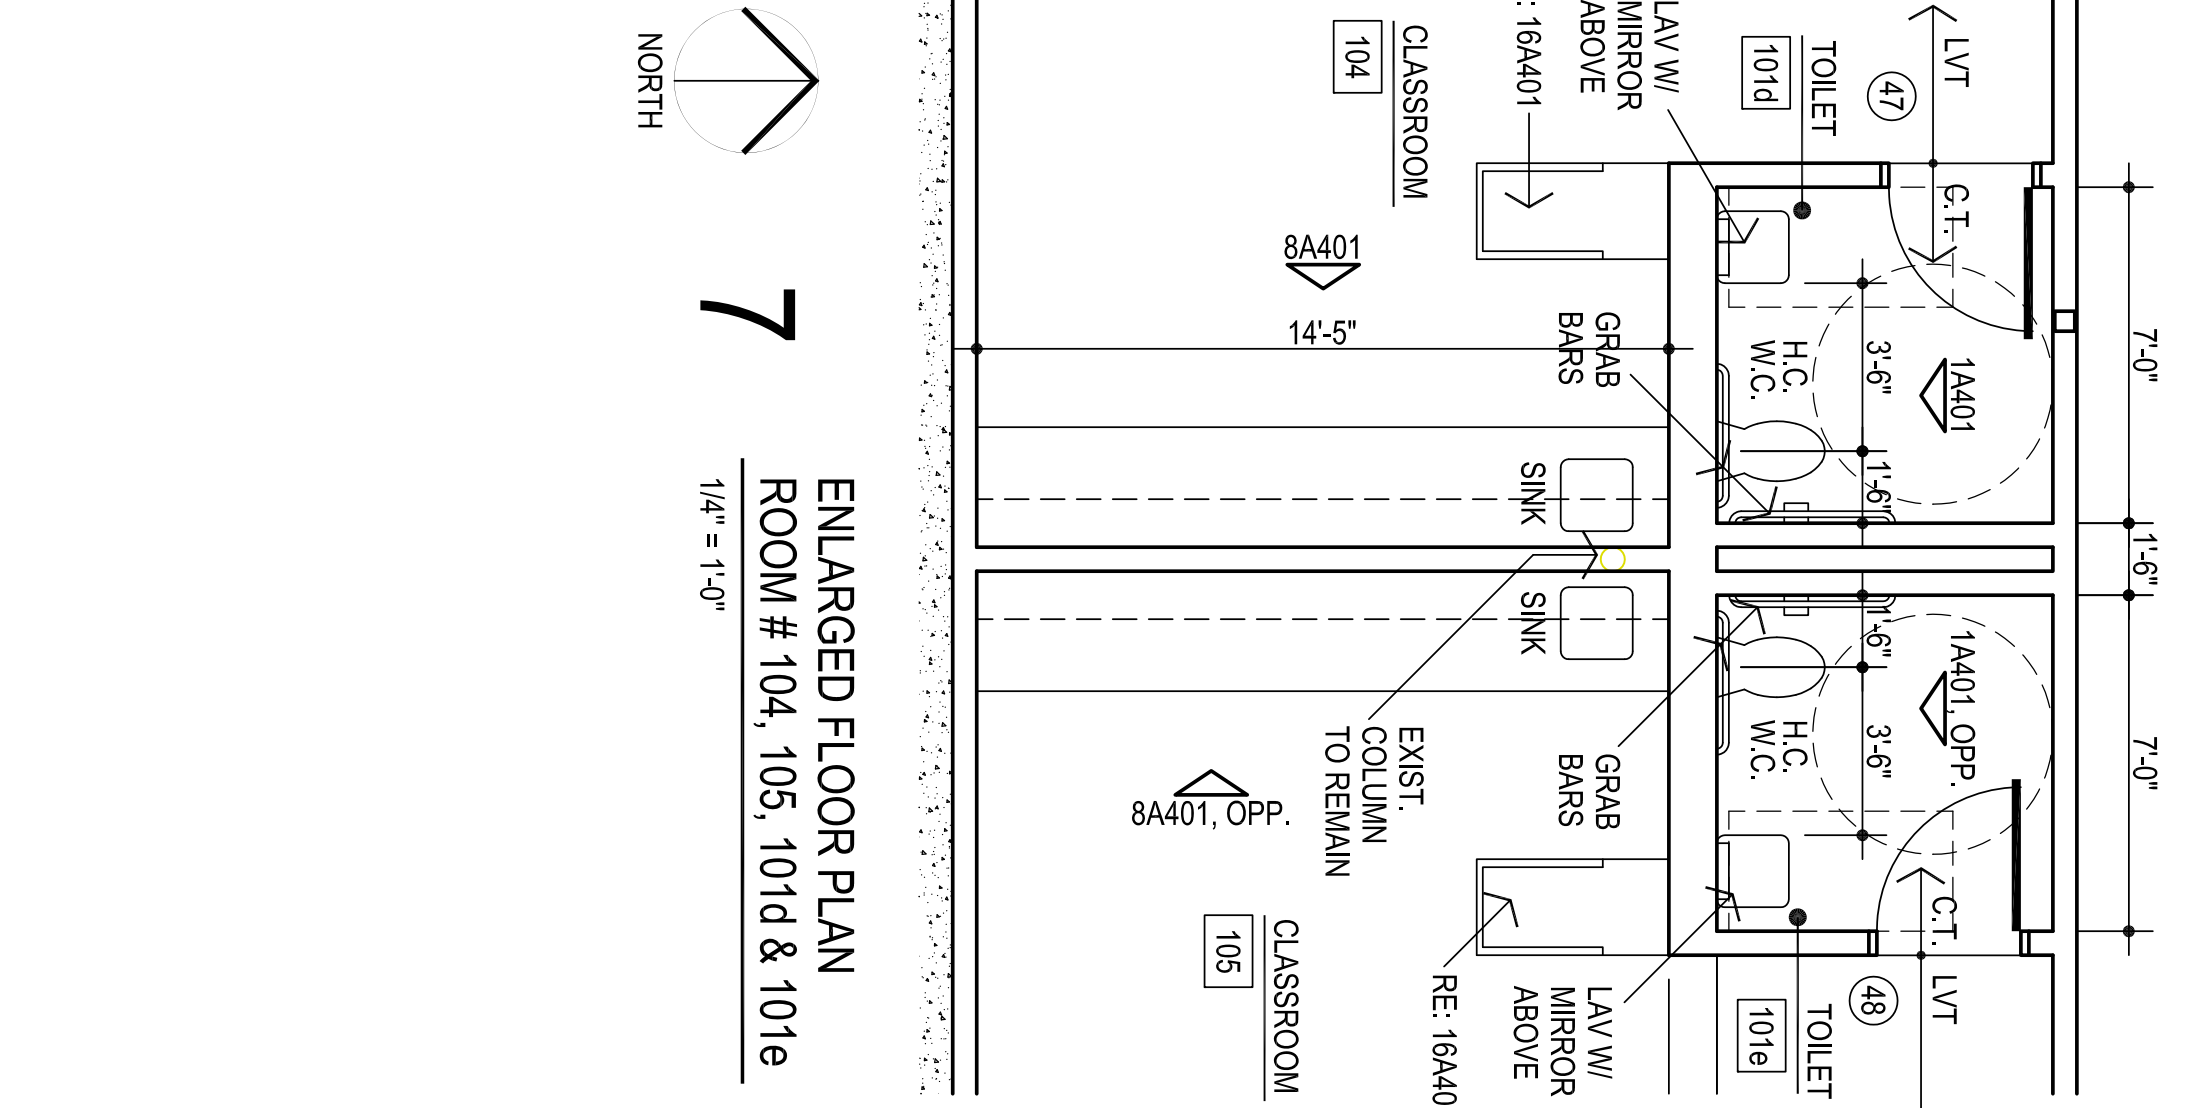 7'-0"
1'-6"
7'-0"
LVT
47
C.T.
1A401
1A401, OPP.
C.T.
LVT
48
TOILET
101d
3'-6"
1'-6"
1'-6"
3'-6"
TOILET
101e
H.C.
W.C.
H.C.
W.C.
LAV W/
MIRROR
ABOVE
GRAB
BARS
GRAB
BARS
LAV W/
MIRROR
ABOVE
: 16A401
SINK
SINK
RE: 16A40
CLASSROOM
104
8A401
14'-5"
EXIST.
COLUMN
TO REMAIN
8A401, OPP.
CLASSROOM
105
NORTH
7
ENLARGED FLOOR PLAN
ROOM # 104, 105, 101d & 101e
1/4" = 1'-0"